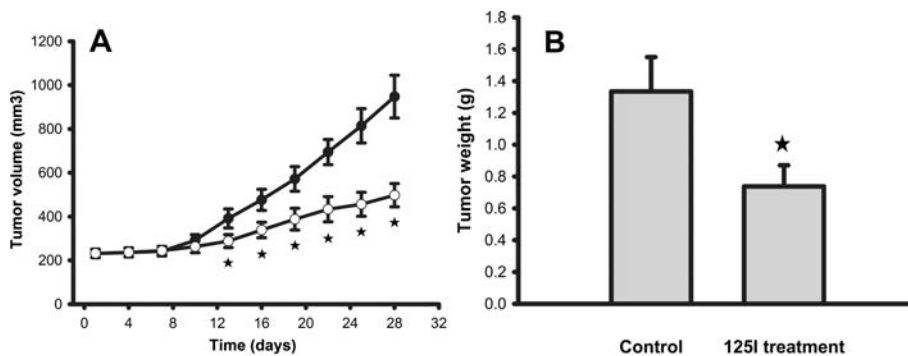 A
Tumor volume (mm3)
1200
1000
800
600
400
200
0
0 4 8 12 16 20 24 28 32
Time (days)
B
Tumor weight (g)
1.8
1.6
1.4
1.2
1.0
0.8
0.6
0.4
0.2
0.0
Control 125I treatment